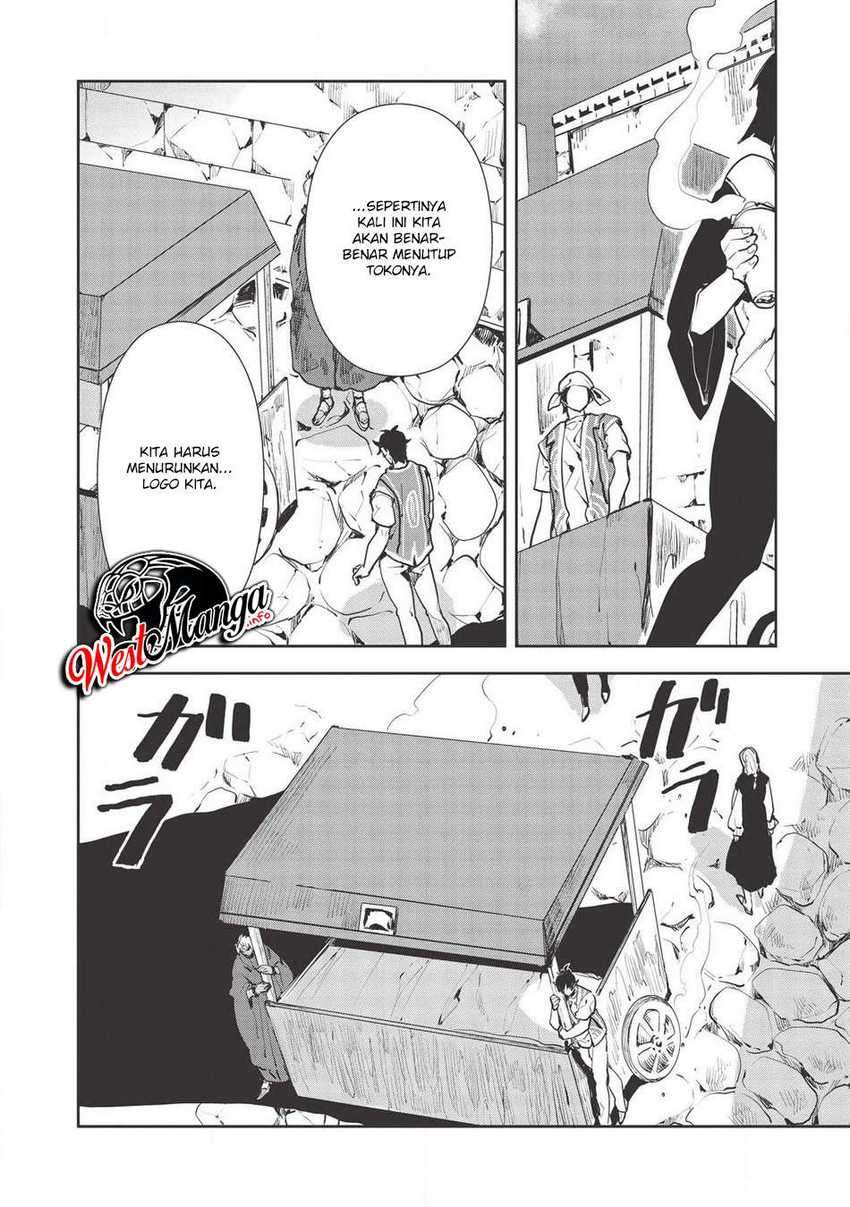 ...SEPERTINYA
KALI INI KITA
AKAN BENAR-
BENAR MENUTUP
TOKONYA.
KITA HARUS
MENURUNKAN...
LOGO KITA.
WestManga
.info
ガ
ラ
ガ
ラ